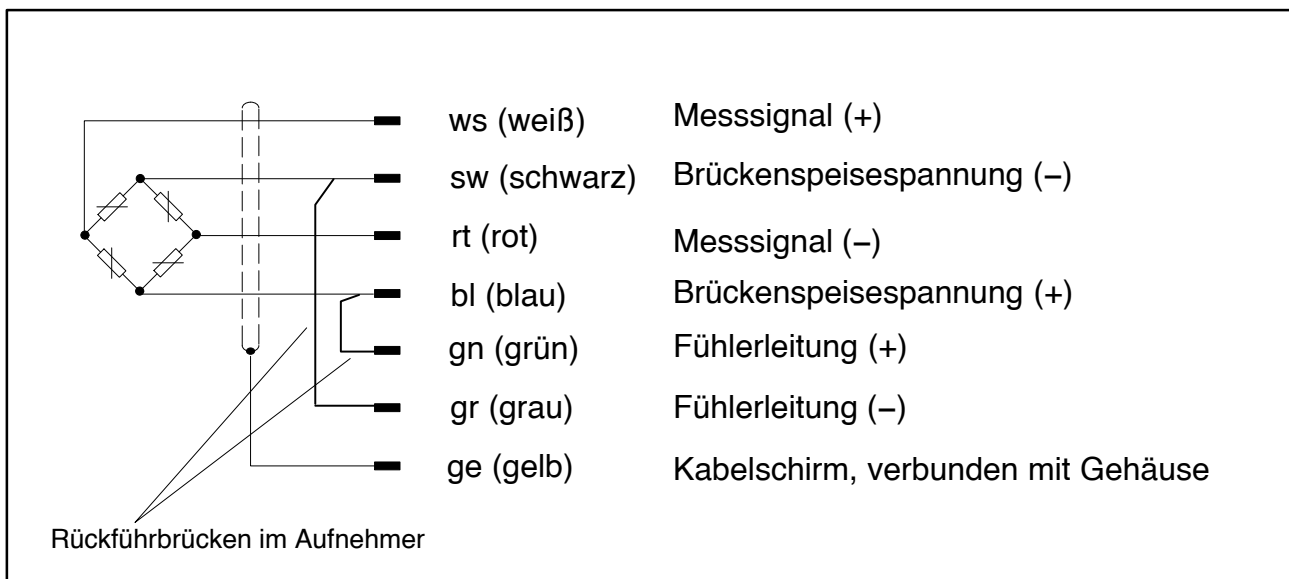 ws (weiß) Messsignal (+)
sw (schwarz) Brückenspeisespannung (–)
rt (rot) Messsignal (–)
bl (blau) Brückenspeisespannung (+)
gn (grün) Fühlerleitung (+)
gr (grau) Fühlerleitung (–)
ge (gelb) Kabelschirm, verbunden mit Gehäuse
Rückführbrücken im Aufnehmer